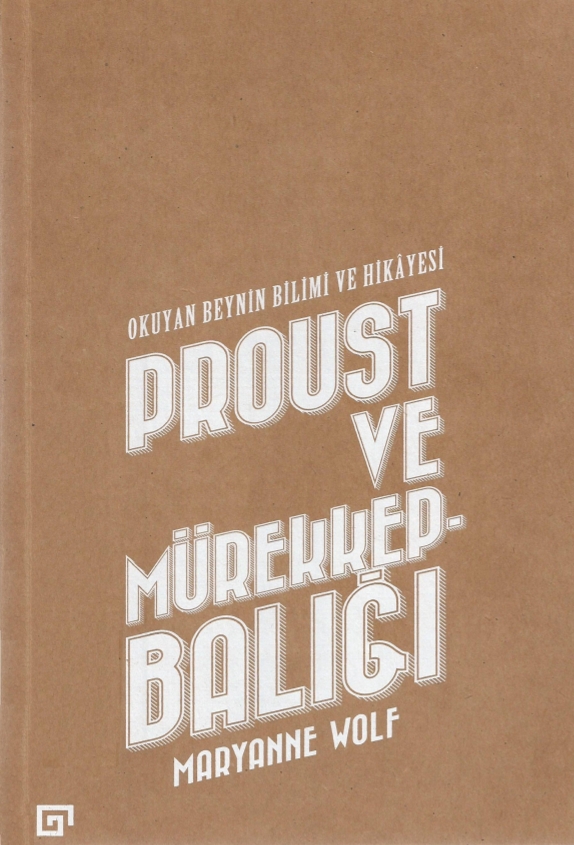 OKUYAN BEYNİN BİLİMİ VE HİKÂYESİ
PROUST
VE
MÜREKKEP-
BALIĞI
MARYANNE WOLF